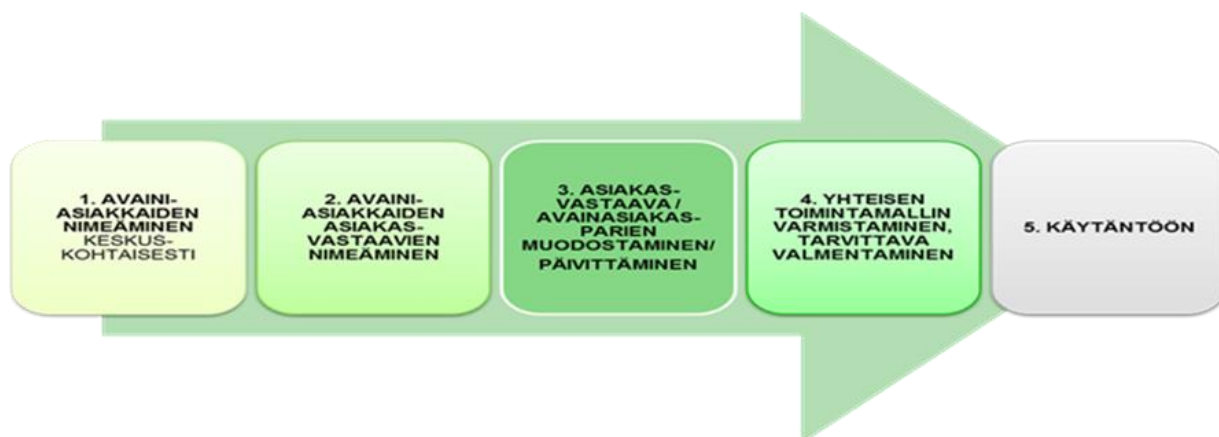 1. AVAINI-
ASIAKKAIDEN
NIMEÄMINEN
KESKUS-
KOHTAISESTI
2. AVAINI-
ASIAKKAIDEN
ASIAKAS-
VASTAAVIEN
NIMEÄMINEN
3. ASIAKAS-
VASTAAVA /
AVAINASIAKAS-
PARIEN
MUODOSTAMINEN/
PÄIVITTÄMINEN
4. YHTEISEN
TOIMINTAMALLIN
VARMISTAMINEN,
TARVITTAVA
VALMENTAMINEN
5. KÄYTÄNTÖÖN